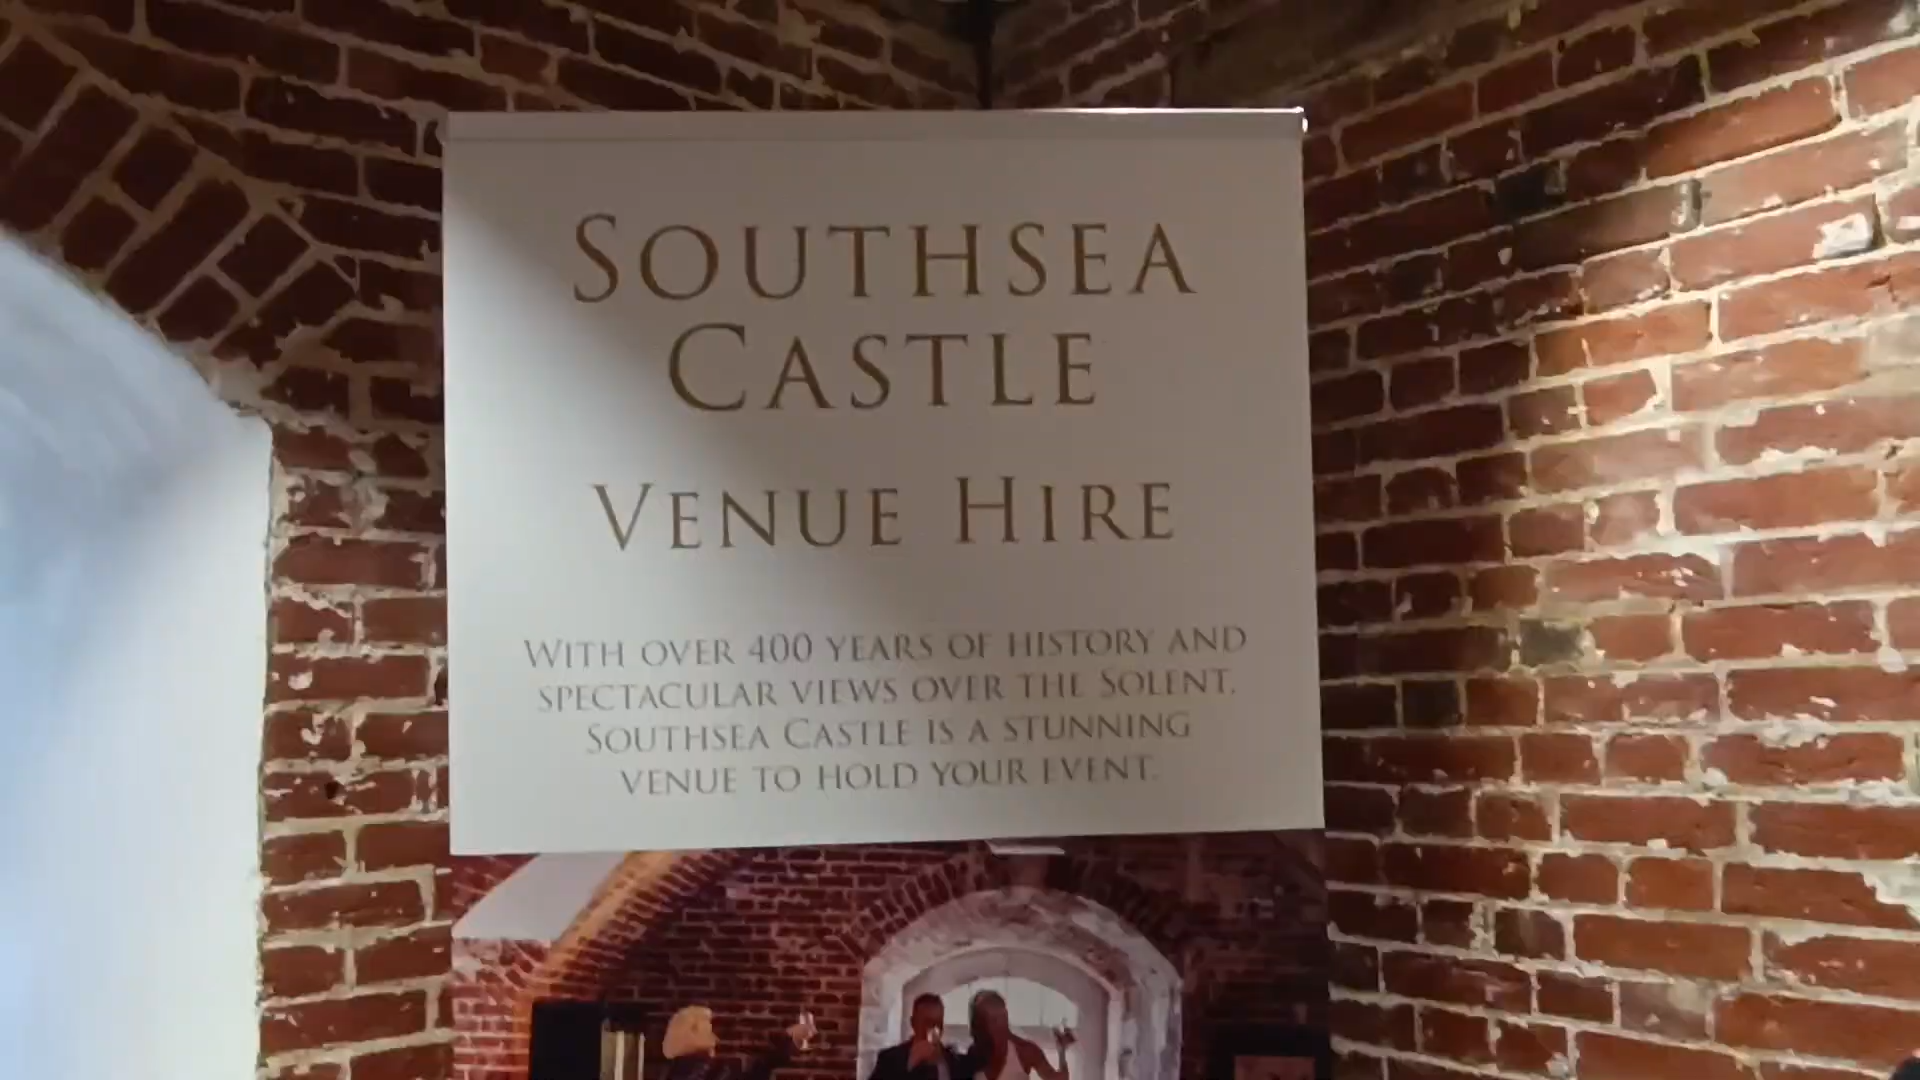 SOUTHSEA
CASTLE
VENUE HIRE
WITH OVER 400 YEARS OF HISTORY AND
SPECTACULAR VIEWS OVER THE SOLENT,
SOUTHSEA CASTLE IS A STUNNING
VENUE TO HOLD YOUR EVENT.